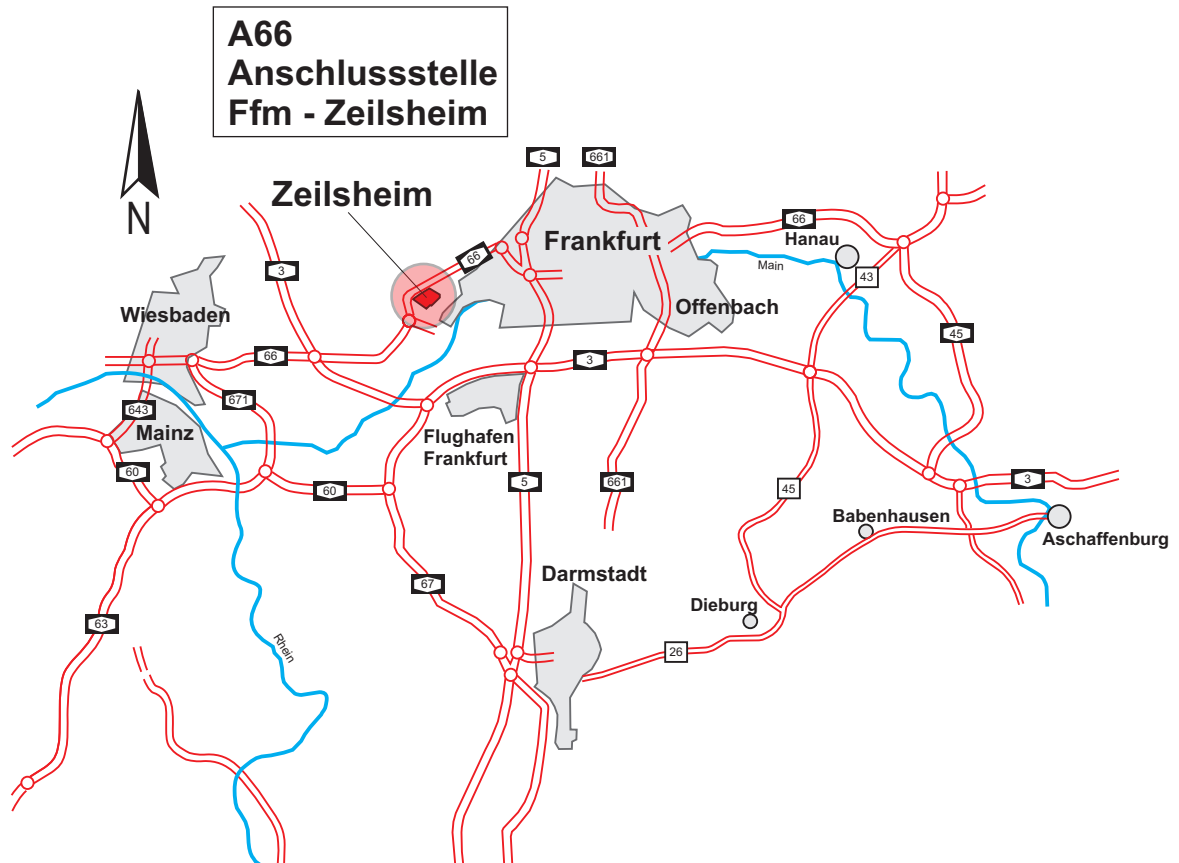 A66
Anschlussstelle
Ffm - Zeilsheim
N
5
661
Zeilsheim
66
Frankfurt
66
Hanau
Main
43
3
Offenbach
Wiesbaden
45
66
3
671
643
Mainz
Flughafen
Frankfurt
60
60
5
661
45
3
Babenhausen
Aschaffenburg
Darmstadt
67
Dieburg
63
Rhein
26